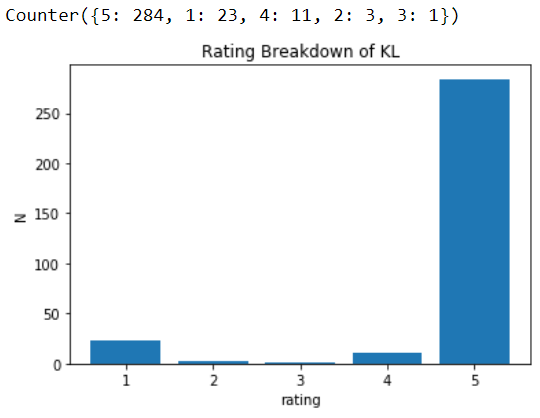 Counter({5: 284, 1: 23, 4: 11, 2: 3, 3: 1})
Rating Breakdown of KL
250
200
150
100
50
0
N
1 2 3 4 5
rating